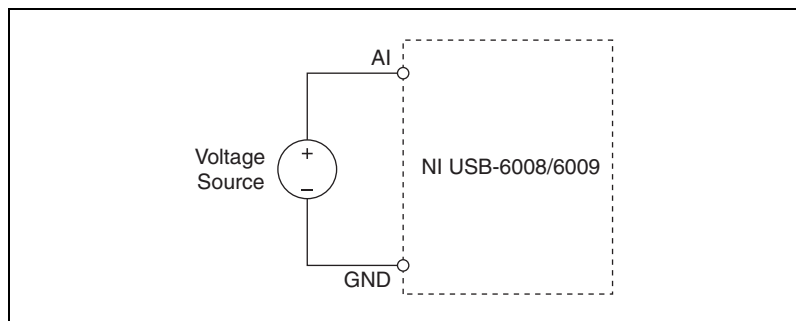 AI
+
Voltage
Source
–
NI USB-6008/6009
GND